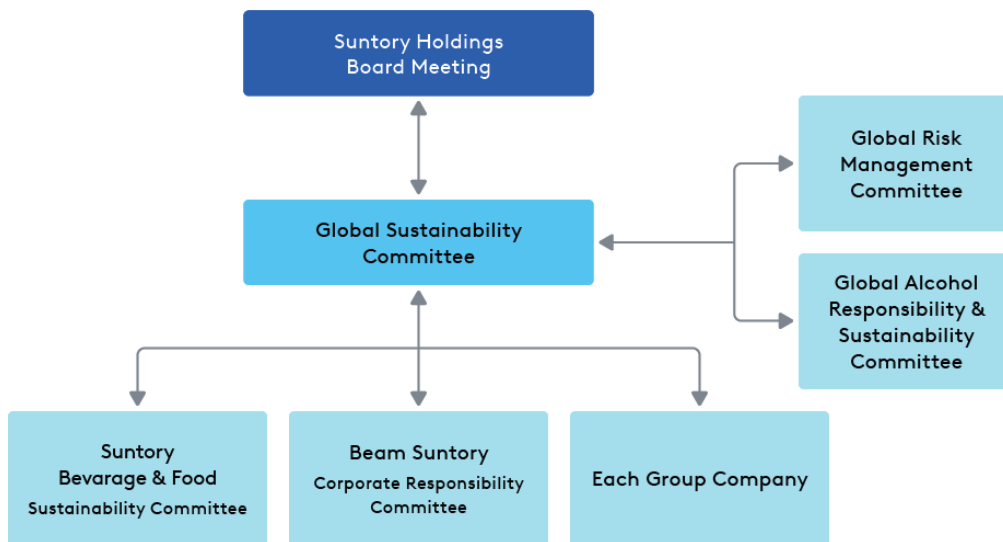 Suntory Holdings
Board Meeting
Global Risk
Management
Committee
Global Sustainability
Committee
Global Alcohol
Responsibility &
Sustainability
Committee
Suntory
Bevarage & Food
Sustainability Committee
Beam Suntory
Corporate Responsibility
Committee
Each Group Company